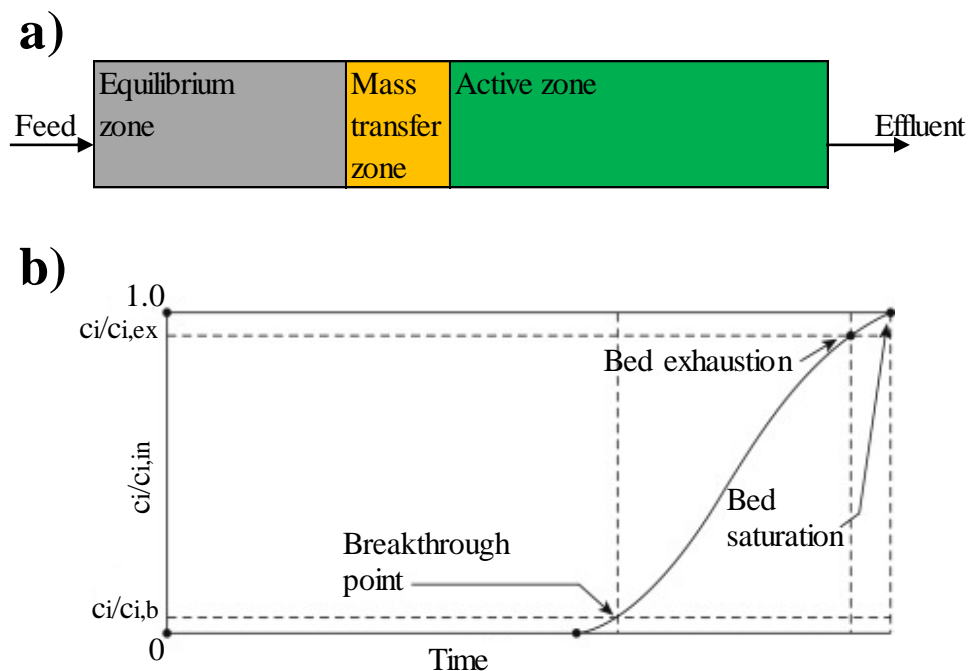 a)
Equilibrium
zone
Mass
transfer
zone
Active zone
Feed
Effluent
b)
1.0
ci/ci,ex
Bed exhaustion
ci/ci,in
Bed
saturation
Breakthrough
point
ci/ci,b
0
Time